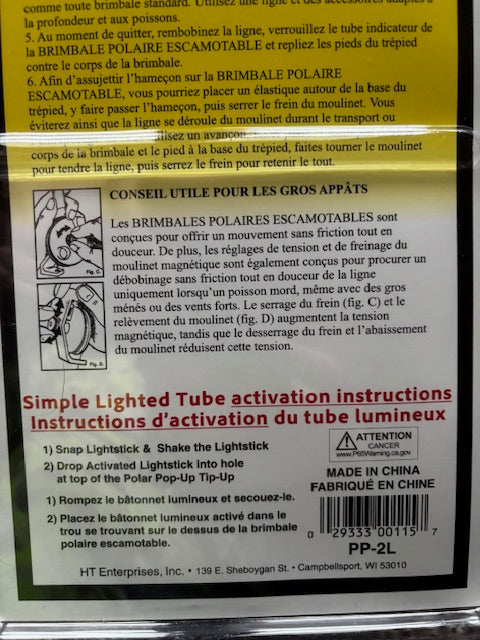 comme toute brimbale standard. Utilisez une ligne et des accessoires adaptés à
la profondeur et aux poissons.
5. Au moment de quitter, rembobinez la ligne, verrouillez le tube indicateur de
la BRIMBALE POLAIRE ESCAMOTABLE et repliez les pieds du trépied
contre le corps de la brimbale.
6. Afin d'assujettir l'hameçon sur la BRIMBALE POLAIRE
ESCAMOTABLE, vous pourriez placer un élastique autour de la base du
trépied, y faire passer l'hameçon, puis serrer le frein du moulinet. Vous
éviterez ainsi que la ligne se déroule du moulinet durant le transport ou
un avançon
corps de la brimbale et le pied à la base du trépied, faites tourner le moulinet
pour tendre la ligne, puis serrez le frein pour retenir le tout.
CONSEIL UTILE POUR LES GROS APPÂTS
Les BRIMBALES POLAIRES ESCAMOTABLES sont
conçues pour offrir un mouvement sans friction tout en
douceur. De plus, les réglages de tension et de freinage du
moulinet magnétique sont également conçus pour procurer un
débobinage sans friction tout en douceur de la ligne
uniquement lorsqu'un poisson mord, même avec des gros
ménés ou des vents forts. Le serrage du frein (fig. C) et le
relèvement du moulinet (fig. D) augmentent la tension
magnétique, tandis que le desserrage du frein et l'abaissement
du moulinet réduisent cette tension.
Fig. C.
Fig. D.
Simple Lighted Tube activation instructions
Instructions d'activation du tube lumineux
1) Snap Lightstick & Shake the Lightstick
2) Drop Activated Lightstick into hole
at top of the Polar Pop-Up Tip-Up
1) Rompez le bâtonnet lumineux et secouez-le.
2) Placez le bâtonnet lumineux activé dans le
trou se trouvant sur le dessus de la brimbale
polaire escamotable.
ATTENTION
CANCER
www.P65Warning.ca.gov
MADE IN CHINA
FABRIQUÉ EN CHINE
0 29333 00115 7
PP-2L
HT Enterprises, Inc. • 139 E. Sheboygan St. • Campbellsport, WI 53010